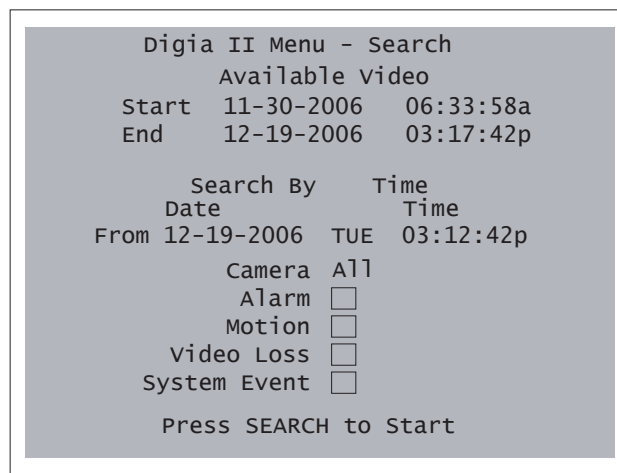 Digia II Menu - Search
Available Video
Start 11-30-2006 06:33:58a
End 12-19-2006 03:17:42p
Search By Time
Date Time
From 12-19-2006 TUE 03:12:42p
Camera All
Alarm
Motion
Video Loss
System Event
Press SEARCH to Start